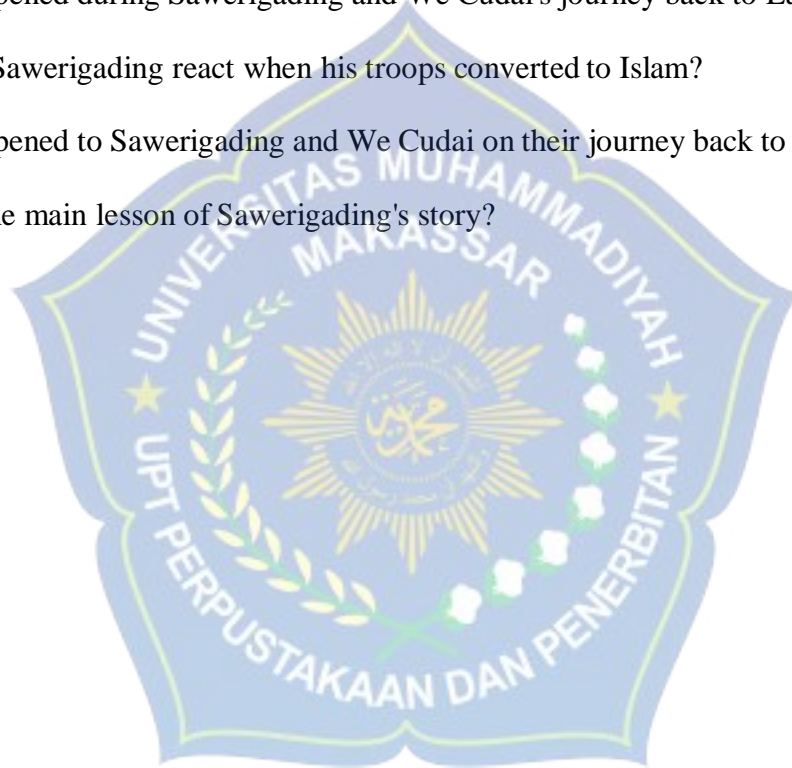 pened during Sawerigading and We Cudai's journey back to
Sawerigading react when his troops converted to Islam?
pened to Sawerigading and We Cudai on their journey back to
e main lesson of Sawerigading's story?
UNIVERSITAS MUHAMMADIYAH
MAKASSAR
UPT PERPUSTAKAAN DAN PENERBITAN